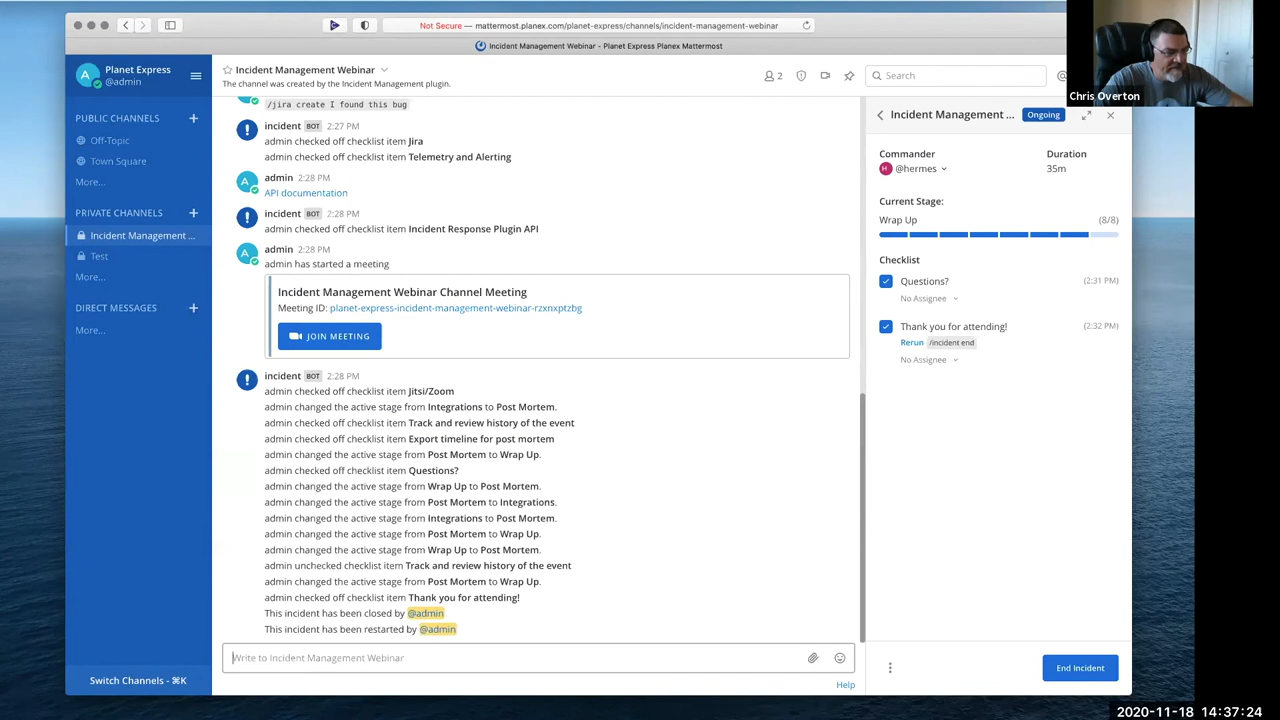 Not Secure — mattermost.planex.com/planet-express/channels/incident-management-webinar
Incident Management Webinar - Planet Express Planex Mattermost
Chris Overton
A
Planet Express
@admin
PUBLIC CHANNELS
Off-Topic
Town Square
More...
PRIVATE CHANNELS
Incident Management ...
Test
More...
DIRECT MESSAGES
More...
Switch Channels - ⌘K
Incident Management Webinar
The channel was created by the Incident Management plugin.
2
Search
/jira create I found this bug
incident BOT 2:27 PM
admin checked off checklist item Jira
admin checked off checklist item Telemetry and Alerting
A
admin 2:28 PM
API documentation
incident BOT 2:28 PM
admin checked off checklist item Incident Response Plugin API
A
admin 2:28 PM
admin has started a meeting
Incident Management Webinar Channel Meeting
Meeting ID: planet-express-incident-management-webinar-rzxnxptzbg
JOIN MEETING
incident BOT 2:28 PM
admin checked off checklist item Jitsi/Zoom
admin changed the active stage from Integrations to Post Mortem.
admin checked off checklist item Track and review history of the event
admin checked off checklist item Export timeline for post mortem
admin changed the active stage from Post Mortem to Wrap Up.
admin checked off checklist item Questions?
admin changed the active stage from Wrap Up to Post Mortem.
admin changed the active stage from Post Mortem to Integrations.
admin changed the active stage from Integrations to Post Mortem.
admin changed the active stage from Post Mortem to Wrap Up.
admin changed the active stage from Wrap Up to Post Mortem.
admin unchecked checklist item Track and review history of the event
admin changed the active stage from Post Mortem to Wrap Up.
admin checked off checklist item Thank you for attending!
This incident has been closed by @admin
This incident has been restarted by @admin
Write to Incident Management Webinar
Help
Incident Management ... Ongoing
Commander
H @hermes
Duration
35m
Current Stage:
Wrap Up (8/8)
Checklist
Questions? (2:31 PM)
No Assignee
Thank you for attending! (2:32 PM)
Rerun /incident end
No Assignee
End Incident
2020-11-18 14:37:24